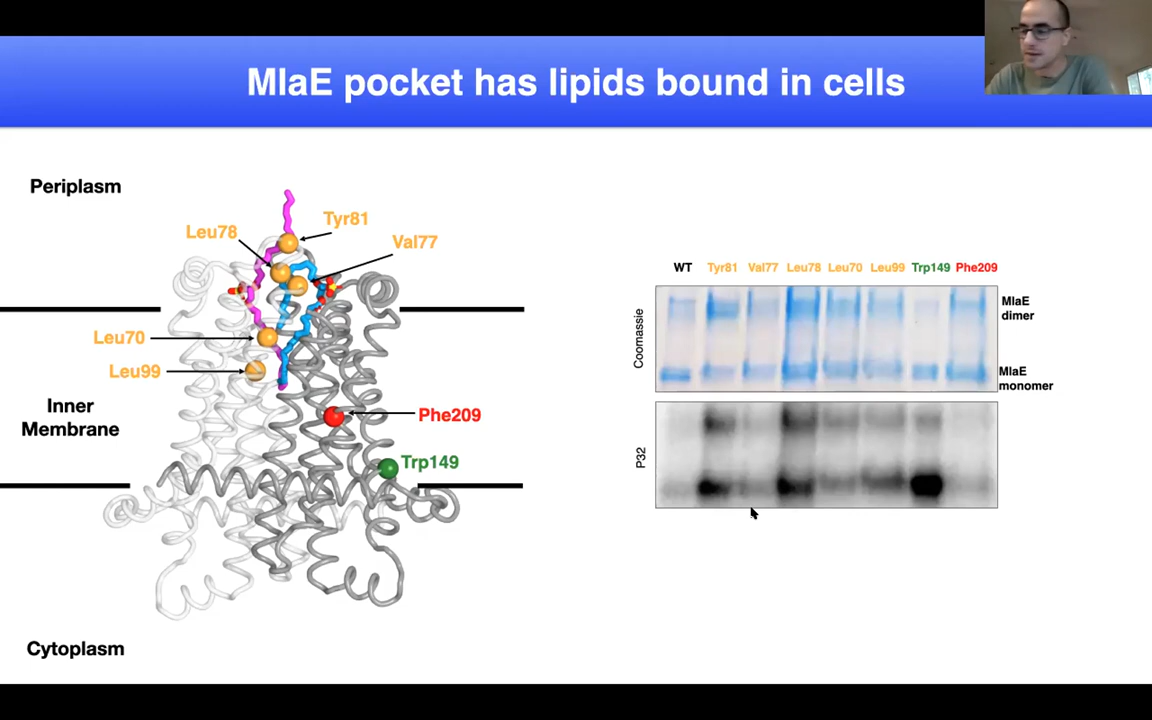 MlaE pocket has lipids bound in cells
Periplasm
Tyr81
Leu78
Val77
Leu70
Leu99
Inner
Membrane
Phe209
Trp149
Cytoplasm
WT Tyr81 Val77 Leu78 Leu70 Leu99 Trp149 Phe209
Coomassie
MlaE
dimer
MlaE
monomer
P32